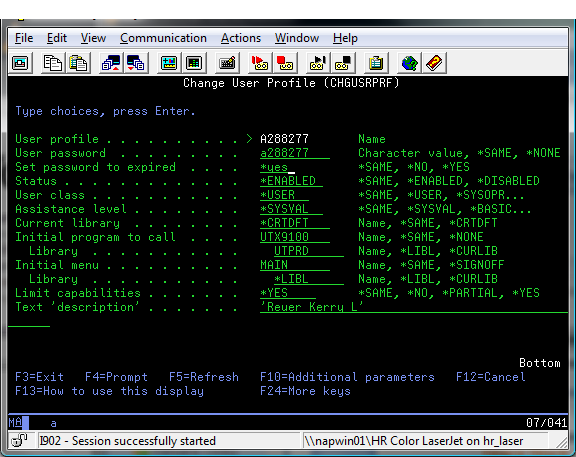 File Edit View Communication Actions Window Help
Change User Profile (CHGUSRPRF)
Type choices, press Enter.
User profile . . . . . . . . . . . > A288277 Name
User password . . . . . . . . . a288277 Character value, *SAME, *NONE
Set password to expired . . . . . *yes *SAME, *NO, *YES
Status . . . . . . . . . . . . . *ENABLED *SAME, *ENABLED, *DISABLED
User class . . . . . . . . . . . *USER *SAME, *USER, *SYSOPR...
Assistance level . . . . . . . . *SYSVAL *SAME, *SYSVAL, *BASIC...
Current library . . . . . . . . . *CRTDFT Name, *SAME, *CRTDFT
Initial program to call . . . . . UTX9100 Name, *SAME, *NONE
Library . . . . . . . . . . . . UTPRD Name, *LIBL, *CURLIB
Initial menu . . . . . . . . . . MAIN Name, *SAME, *SIGNOFF
Library . . . . . . . . . . . . *LIBL Name, *LIBL, *CURLIB
Limit capabilities . . . . . . . *YES *SAME, *NO, *PARTIAL, *YES
Text 'description' . . . . . . . 'Reuer Kerry L'
Bottom
F3=Exit F4=Prompt F5=Refresh F10=Additional parameters F12=Cancel
F13=How to use this display F24=More keys
MA a 07/041
I902 - Session successfully started \\napwin01\HR Color LaserJet on hr_laser